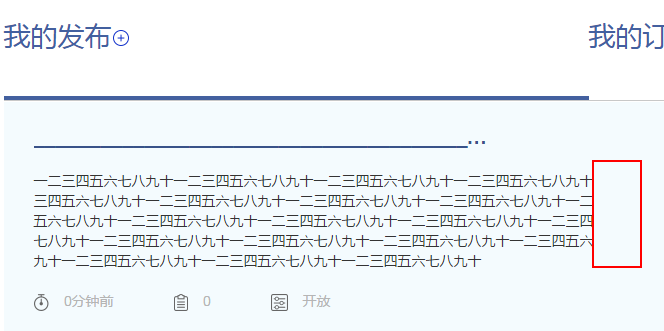 我的发布
我的订
_______________________________________...
一二三四五六七八九十一二三四五六七八九十一二三四五六七八九十一二三四五六七八九十
三四五六七八九十一二三四五六七八九十一二三四五六七八九十一二三四五六七八九十一二
五六七八九十一二三四五六七八九十一二三四五六七八九十一二三四五六七八九十一二三四
七八九十一二三四五六七八九十一二三四五六七八九十一二三四五六七八九十一二三四五六
九十一二三四五六七八九十一二三四五六七八九十一二三四五六七八九十
0分钟前 0 开放